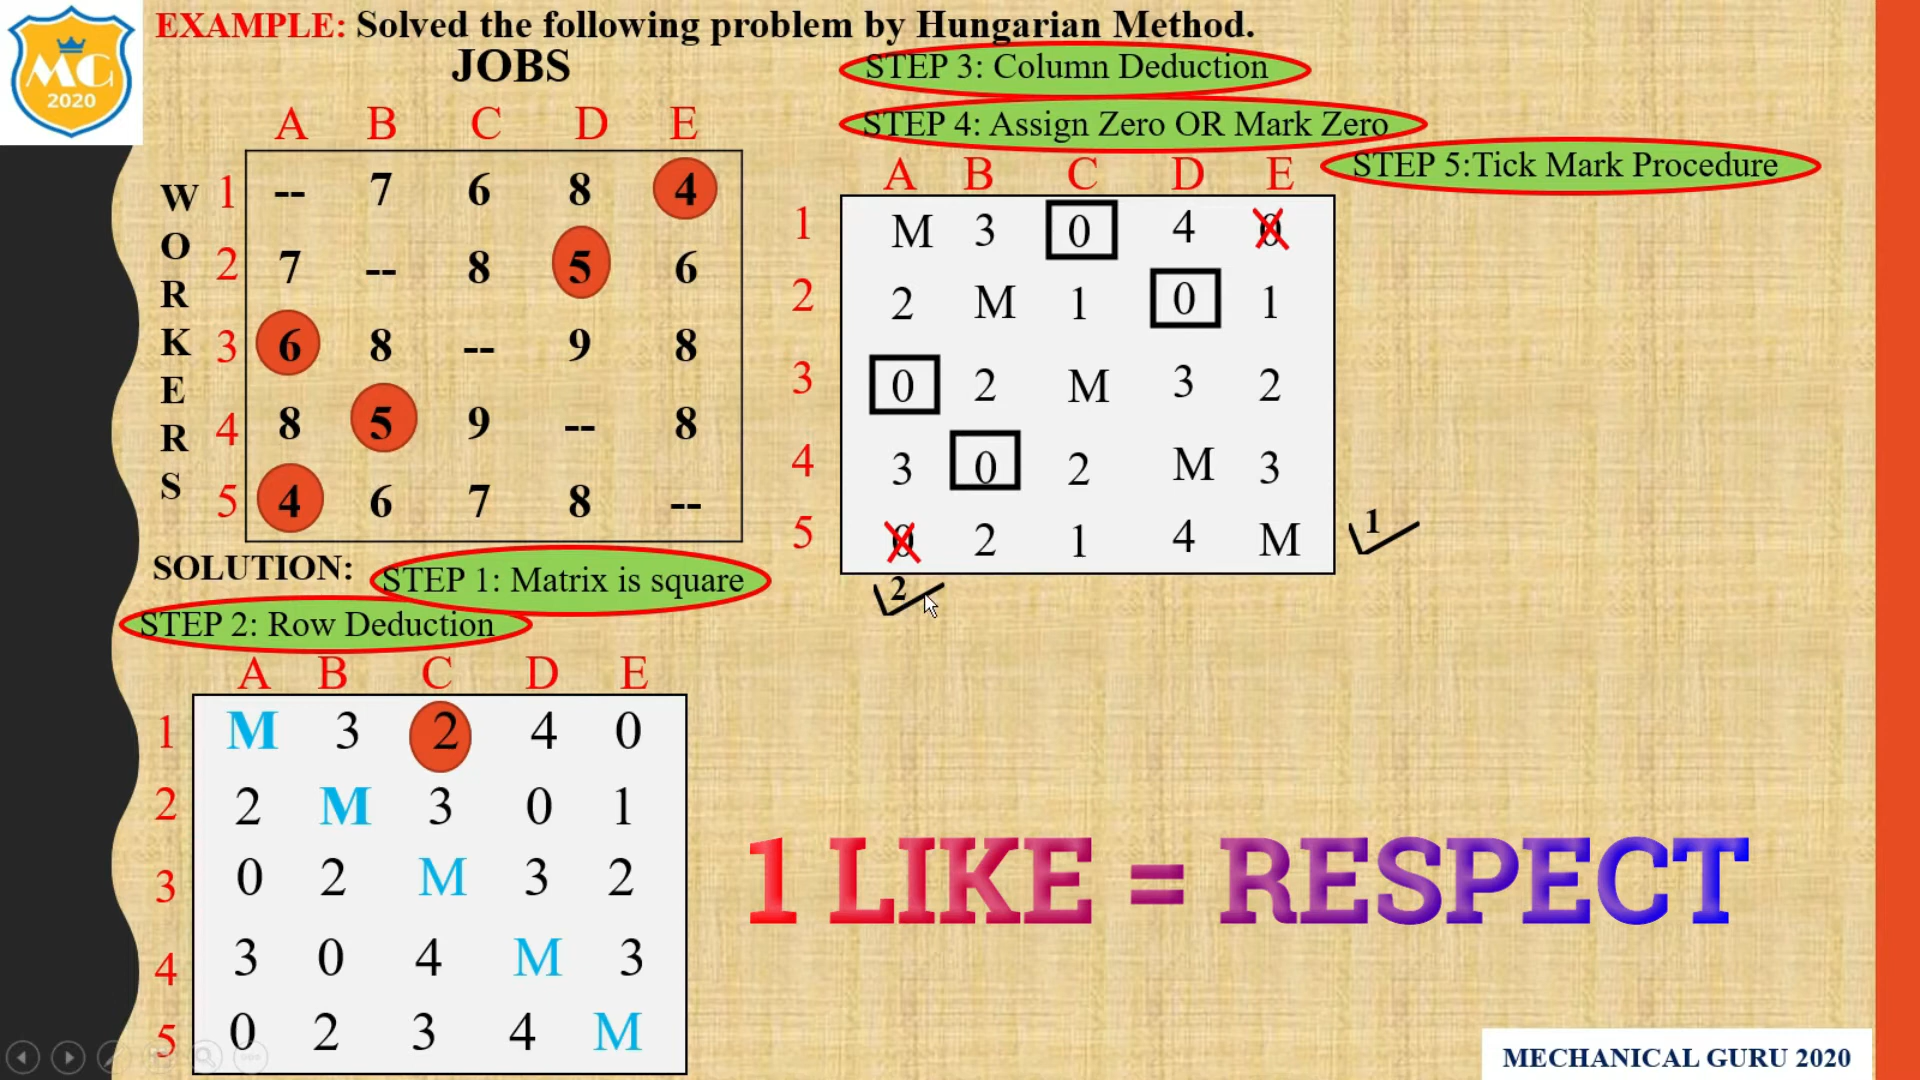 MG
2020
EXAMPLE: Solved the following problem by Hungarian Method.
JOBS
A B C D E
WORKERS
1 -- 7 6 8 4
2 7 -- 8 5 6
3 6 8 -- 9 8
4 8 5 9 -- 8
5 4 6 7 8 --
SOLUTION:
STEP 1: Matrix is square
STEP 2: Row Deduction
A B C D E
1 M 3 2 4 0
2 2 M 3 0 1
3 0 2 M 3 2
4 3 0 4 M 3
5 0 2 3 4 M
STEP 3: Column Deduction
STEP 4: Assign Zero OR Mark Zero
STEP 5:Tick Mark Procedure
A B C D E
1 M 3 0 4 0
2 2 M 1 0 1
3 0 2 M 3 2
4 3 0 2 M 3
5 0 2 1 4 M
1
2
1 LIKE = RESPECT
MECHANICAL GURU 2020